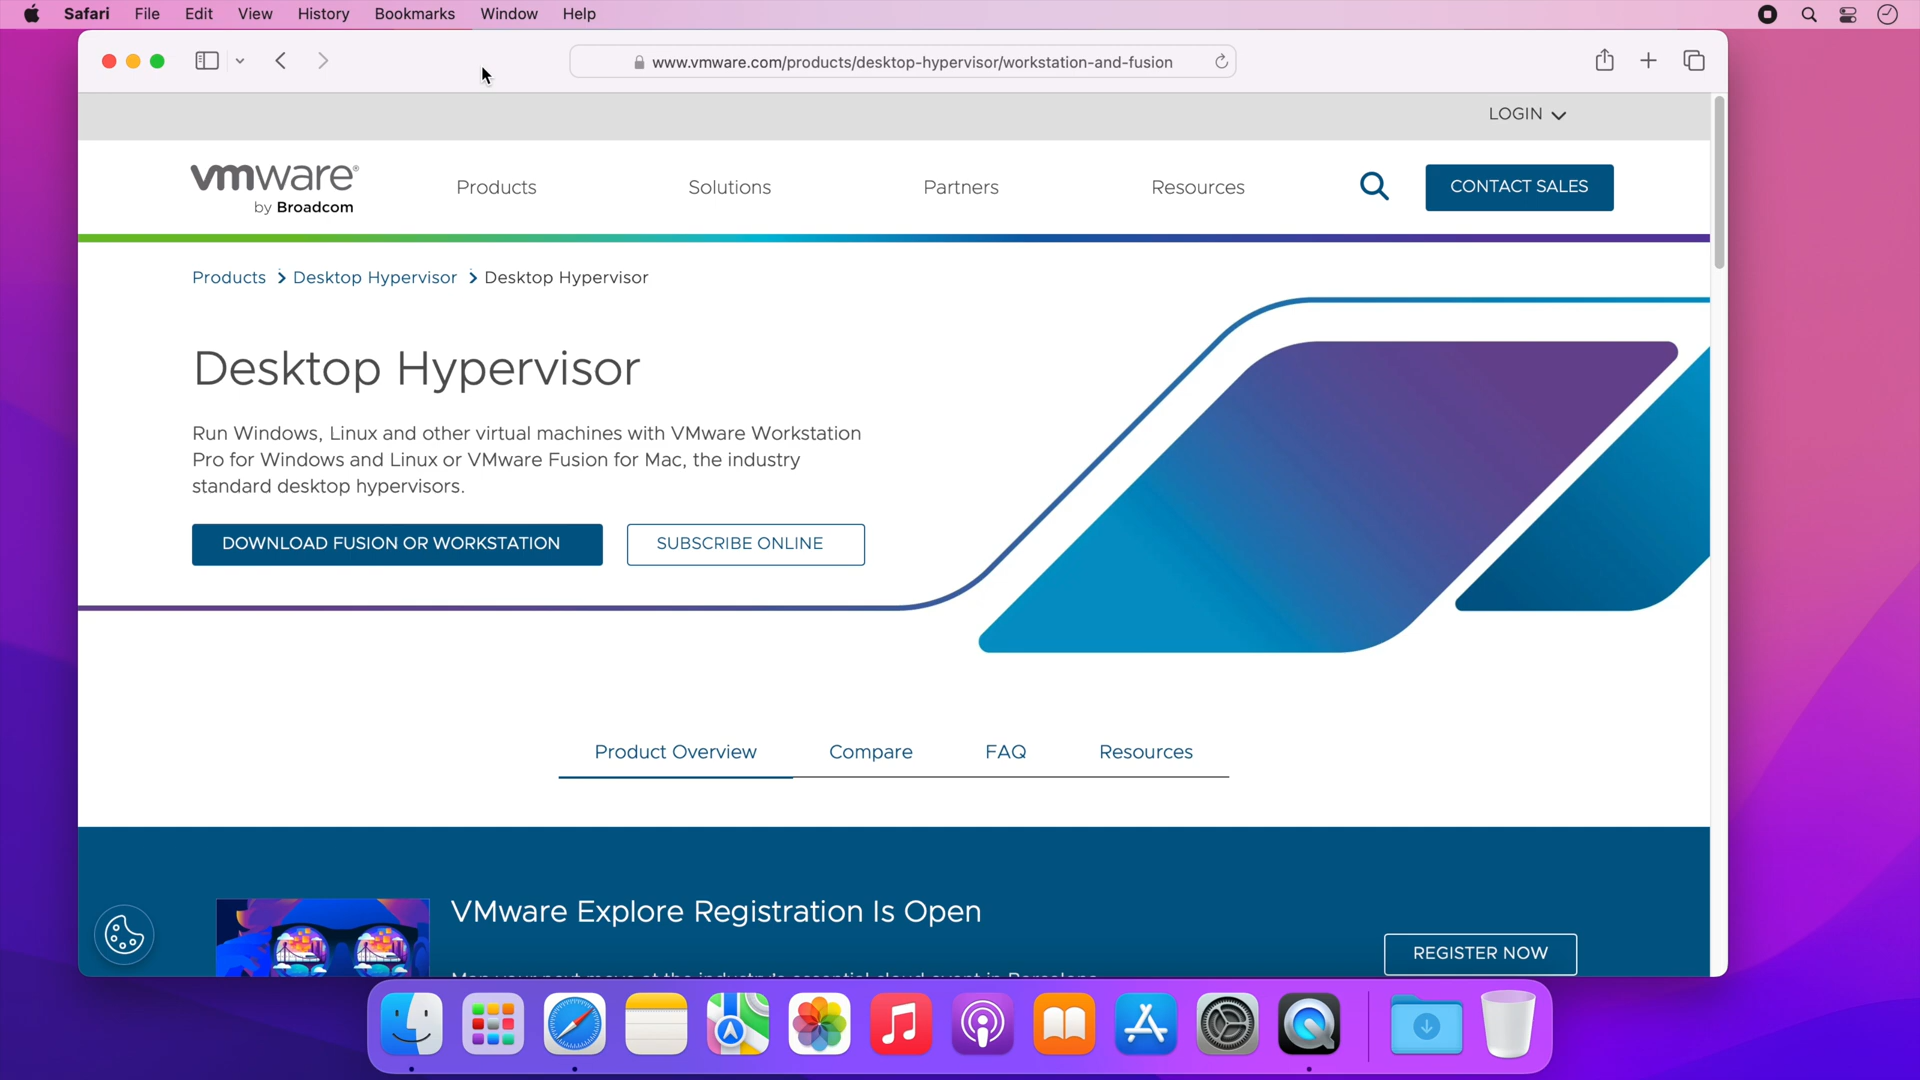 Safari File Edit View History Bookmarks Window Help
www.vmware.com/products/desktop-hypervisor/workstation-and-fusion
LOGIN
vmware®
by Broadcom
Products Solutions Partners Resources CONTACT SALES
Products > Desktop Hypervisor > Desktop Hypervisor
Desktop Hypervisor
Run Windows, Linux and other virtual machines with VMware Workstation
Pro for Windows and Linux or VMware Fusion for Mac, the industry
standard desktop hypervisors.
DOWNLOAD FUSION OR WORKSTATION SUBSCRIBE ONLINE
Product Overview Compare FAQ Resources
VMware Explore Registration Is Open
REGISTER NOW